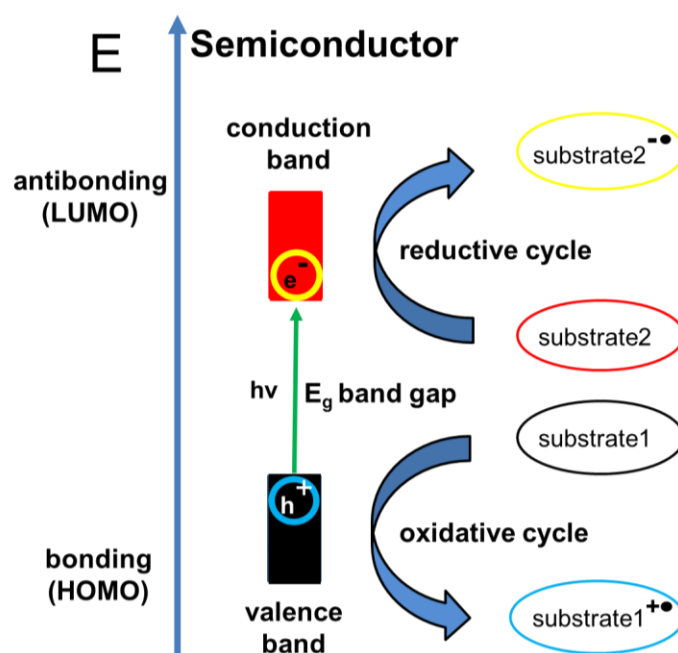 E
Semiconductor
conduction
band
antibonding
(LUMO)
substrate2-•
e-
reductive cycle
substrate2
hv
Eg band gap
substrate1
h+
oxidative cycle
bonding
(HOMO)
valence
band
substrate1+•